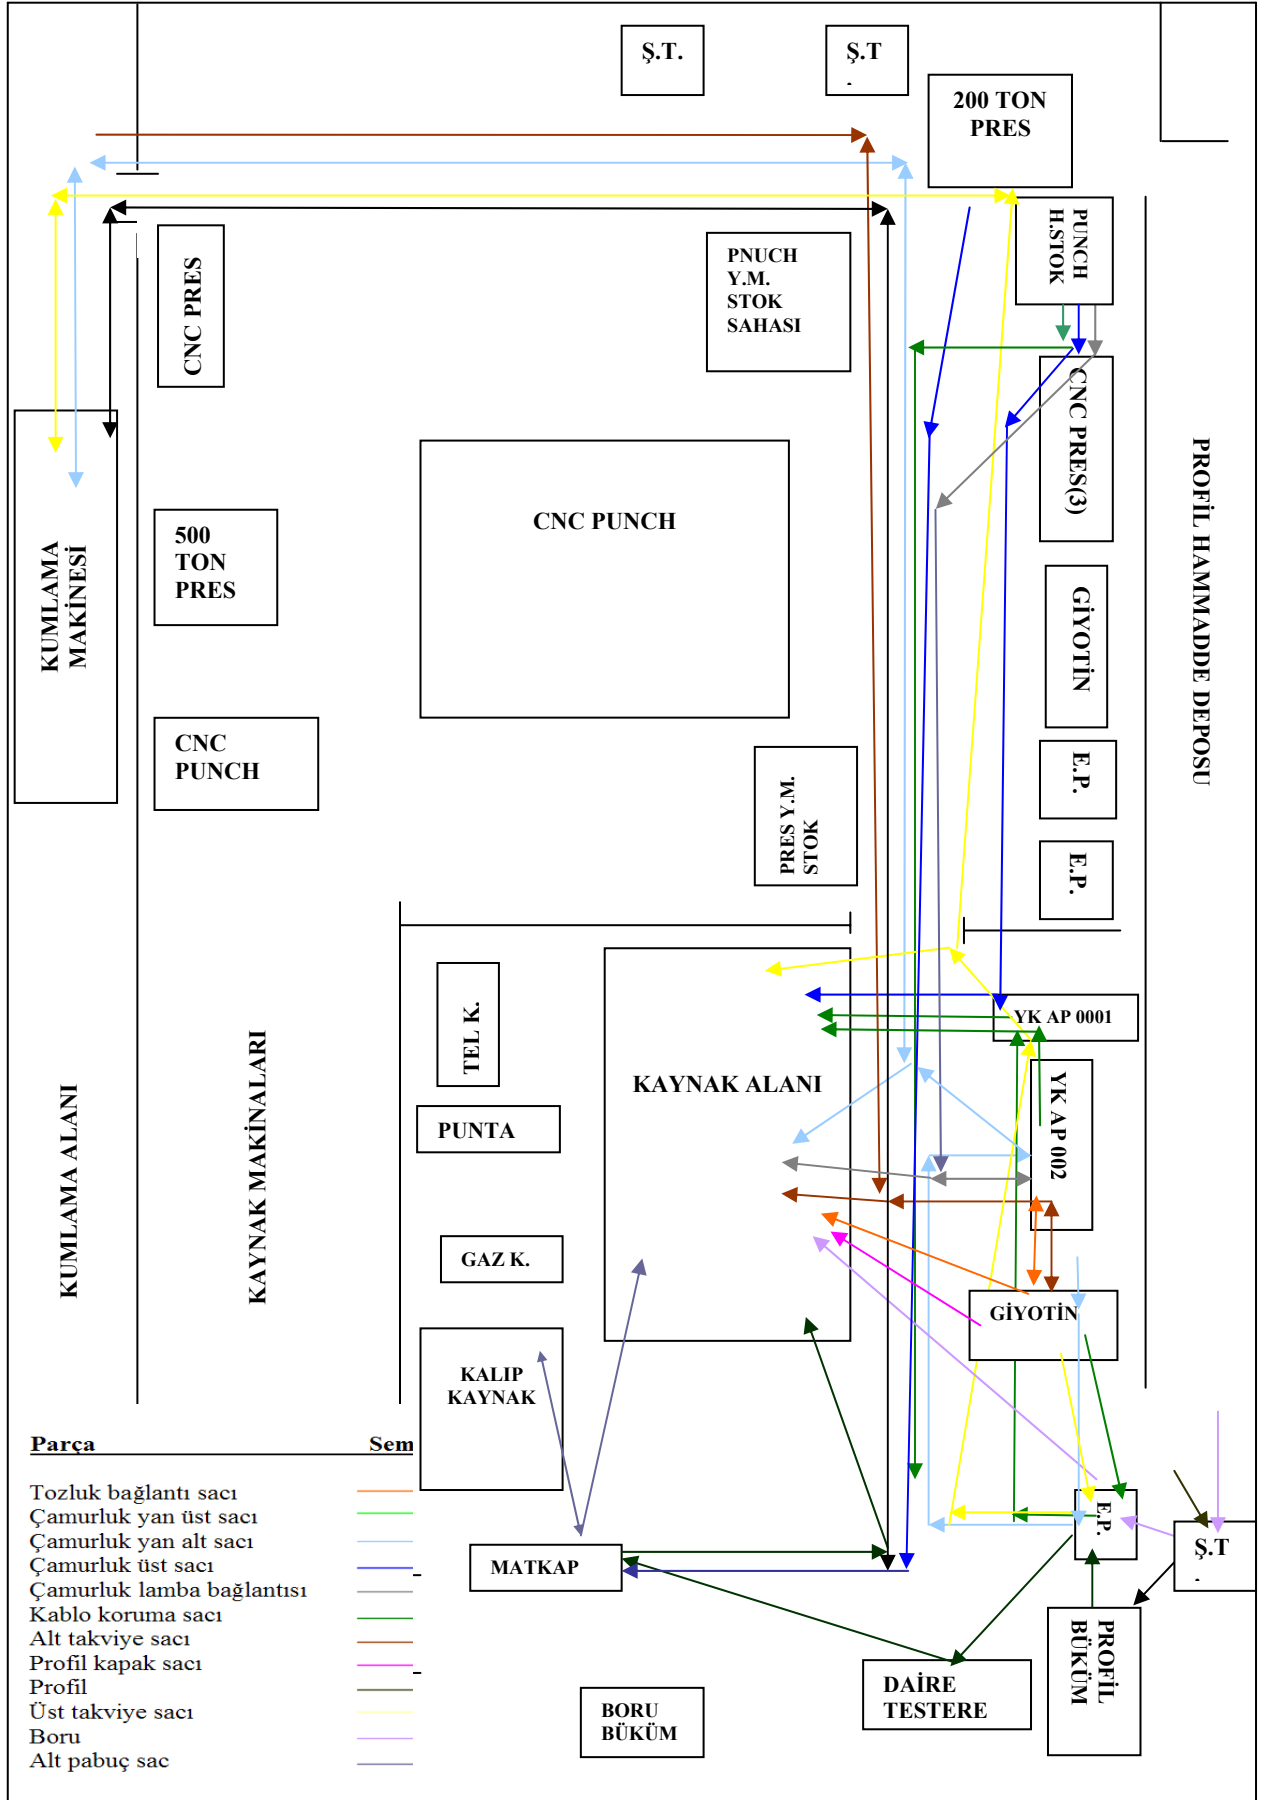 Ş.T.
Ş.T
.
200 TON
PRES
PUNCH
H.STOK
CNC PRES
PNUCH
Y.M.
STOK
SAHASI
CNC PRES(3)
PROFİL HAMMADDE DEPOSU
KUMLAMA
MAKİNESİ
500
TON
PRES
CNC PUNCH
GİYOTİN
CNC
PUNCH
PRES Y.M.
STOK
E.P.
E.P.
TEL K.
YK AP 0001
KAYNAK ALANI
YK AP 002
PUNTA
KUMLAMA ALANI
KAYNAK MAKİNALARI
GAZ K.
GİYOTİN
KALIP
KAYNAK
E.P.
Ş.T
.
MATKAP
PROFİL
BÜKÜM
DAİRE
TESTERE
BORU
BÜKÜM
Parça Sem
Tozluk bağlantı sacı
Çamurluk yan üst sacı
Çamurluk yan alt sacı
Çamurluk üst sacı
Çamurluk lamba bağlantısı
Kablo koruma sacı
Alt takviye sacı
Profil kapak sacı
Profil
Üst takviye sacı
Boru
Alt pabuç sac